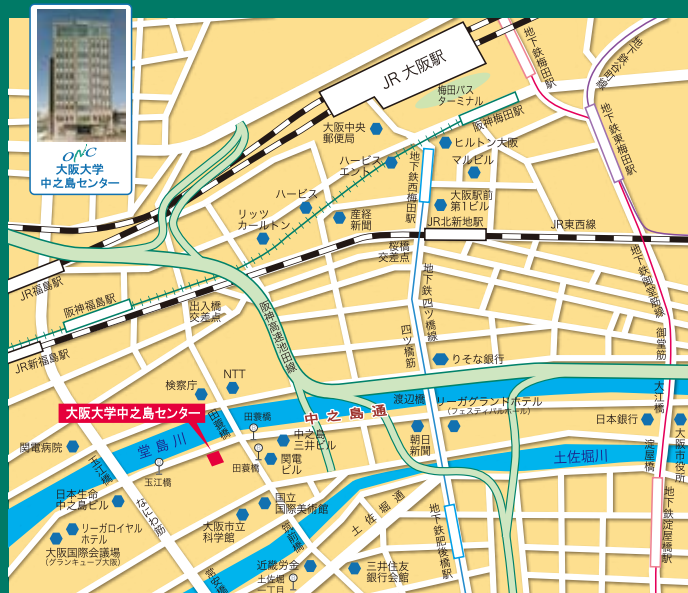 ONC
大阪大学
中之島センター
JR 大阪駅
梅田バス
ターミナル
地下鉄梅田駅
地下鉄谷町線
地下鉄東梅田駅
阪神梅田駅
大阪中央
郵便局
ヒルトン大阪
マルビル
ハービス
エント
地下鉄西梅田駅
大阪駅前
第1ビル
ハービス
産経
新聞
リッツ
カールトン
JR北新地駅
JR東西線
桜橋
交差点
地下鉄四ツ橋線
四ツ橋筋
地下鉄御堂筋線
御堂筋
JR福島駅
阪神福島駅
出入橋
交差点
阪神高速池田線
JR新福島駅
りそな銀行
NTT
検察庁
渡辺橋
リーガグランドホテル
(フェスティバルホール)
大江橋
大阪大学中之島センター
田蓑橋
田蓑橋
中之島通
日本銀行
大阪市役所
淀屋橋
朝日
新聞
中之島
三井ビル
関電
ビル
田蓑橋
堂島川
関電病院
玉江橋
玉江橋
土佐堀川
日本生命
中之島ビル
なにわ筋
国立
国際美術館
大阪市立
科学館
筑前橋
土佐堀通
リーガロイヤル
ホテル
大阪国際会議場
(グランキューブ大阪)
常安橋
近畿労金
土佐堀
一丁目
三井住友
銀行会館
地下鉄肥後橋駅
地下鉄淀屋橋駅